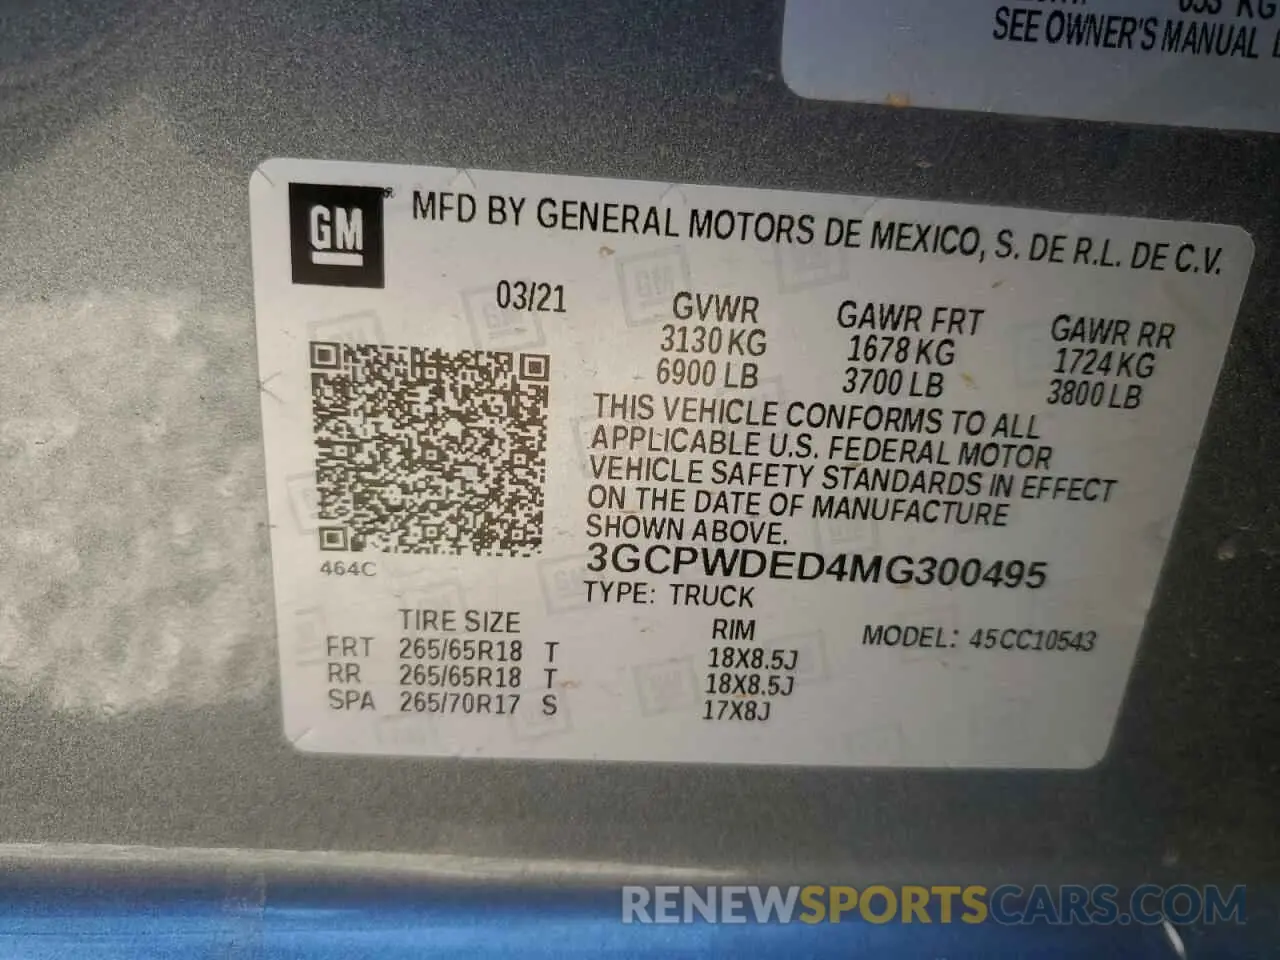 KG
SEE OWNER'S MANUAL
GM
MFD BY GENERAL MOTORS DE MEXICO, S. DE R.L. DE C.V.
03/21
GVWR GAWR FRT GAWR RR
3130 KG 1678 KG 1724 KG
6900 LB 3700 LB 3800 LB
THIS VEHICLE CONFORMS TO ALL
APPLICABLE U.S. FEDERAL MOTOR
VEHICLE SAFETY STANDARDS IN EFFECT
ON THE DATE OF MANUFACTURE
SHOWN ABOVE.
3GCPWDED4MG300495
464C
TYPE: TRUCK
TIRE SIZE RIM MODEL: 45CC10543
FRT 265/65R18 T 18X8.5J
RR 265/65R18 T 18X8.5J
SPA 265/70R17 S 17X8J
RENEWSPORTSCARS.COM